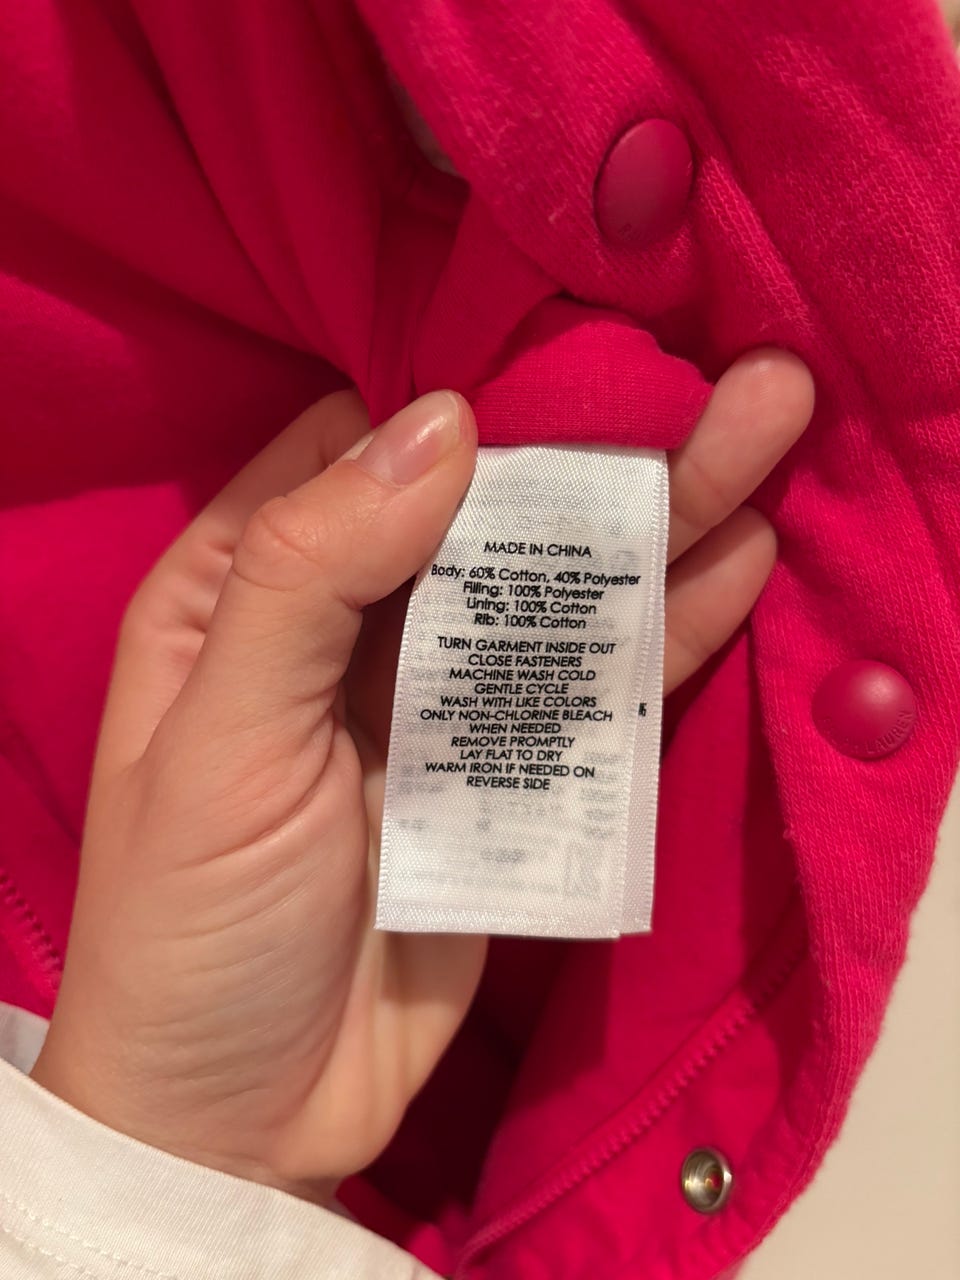 MADE IN CHINA
Body: 60% Cotton, 40% Polyester
Filling: 100% Polyester
Lining: 100% Cotton
Rib: 100% Cotton
TURN GARMENT INSIDE OUT
CLOSE FASTENERS
MACHINE WASH COLD
GENTLE CYCLE
WASH WITH LIKE COLORS
ONLY NON-CHLORINE BLEACH
WHEN NEEDED
REMOVE PROMPTLY
LAY FLAT TO DRY
WARM IRON IF NEEDED ON
REVERSE SIDE
LAUREN